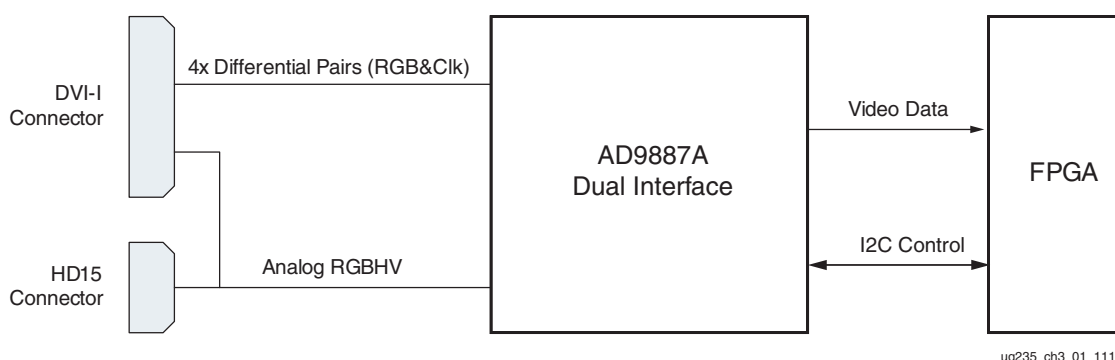 4x Differential Pairs (RGB&Clk)
DVI-I
Connector
Video Data
AD9887A
Dual Interface
FPGA
I2C Control
Analog RGBHV
HD15
Connector
ug235_ch3_01_111